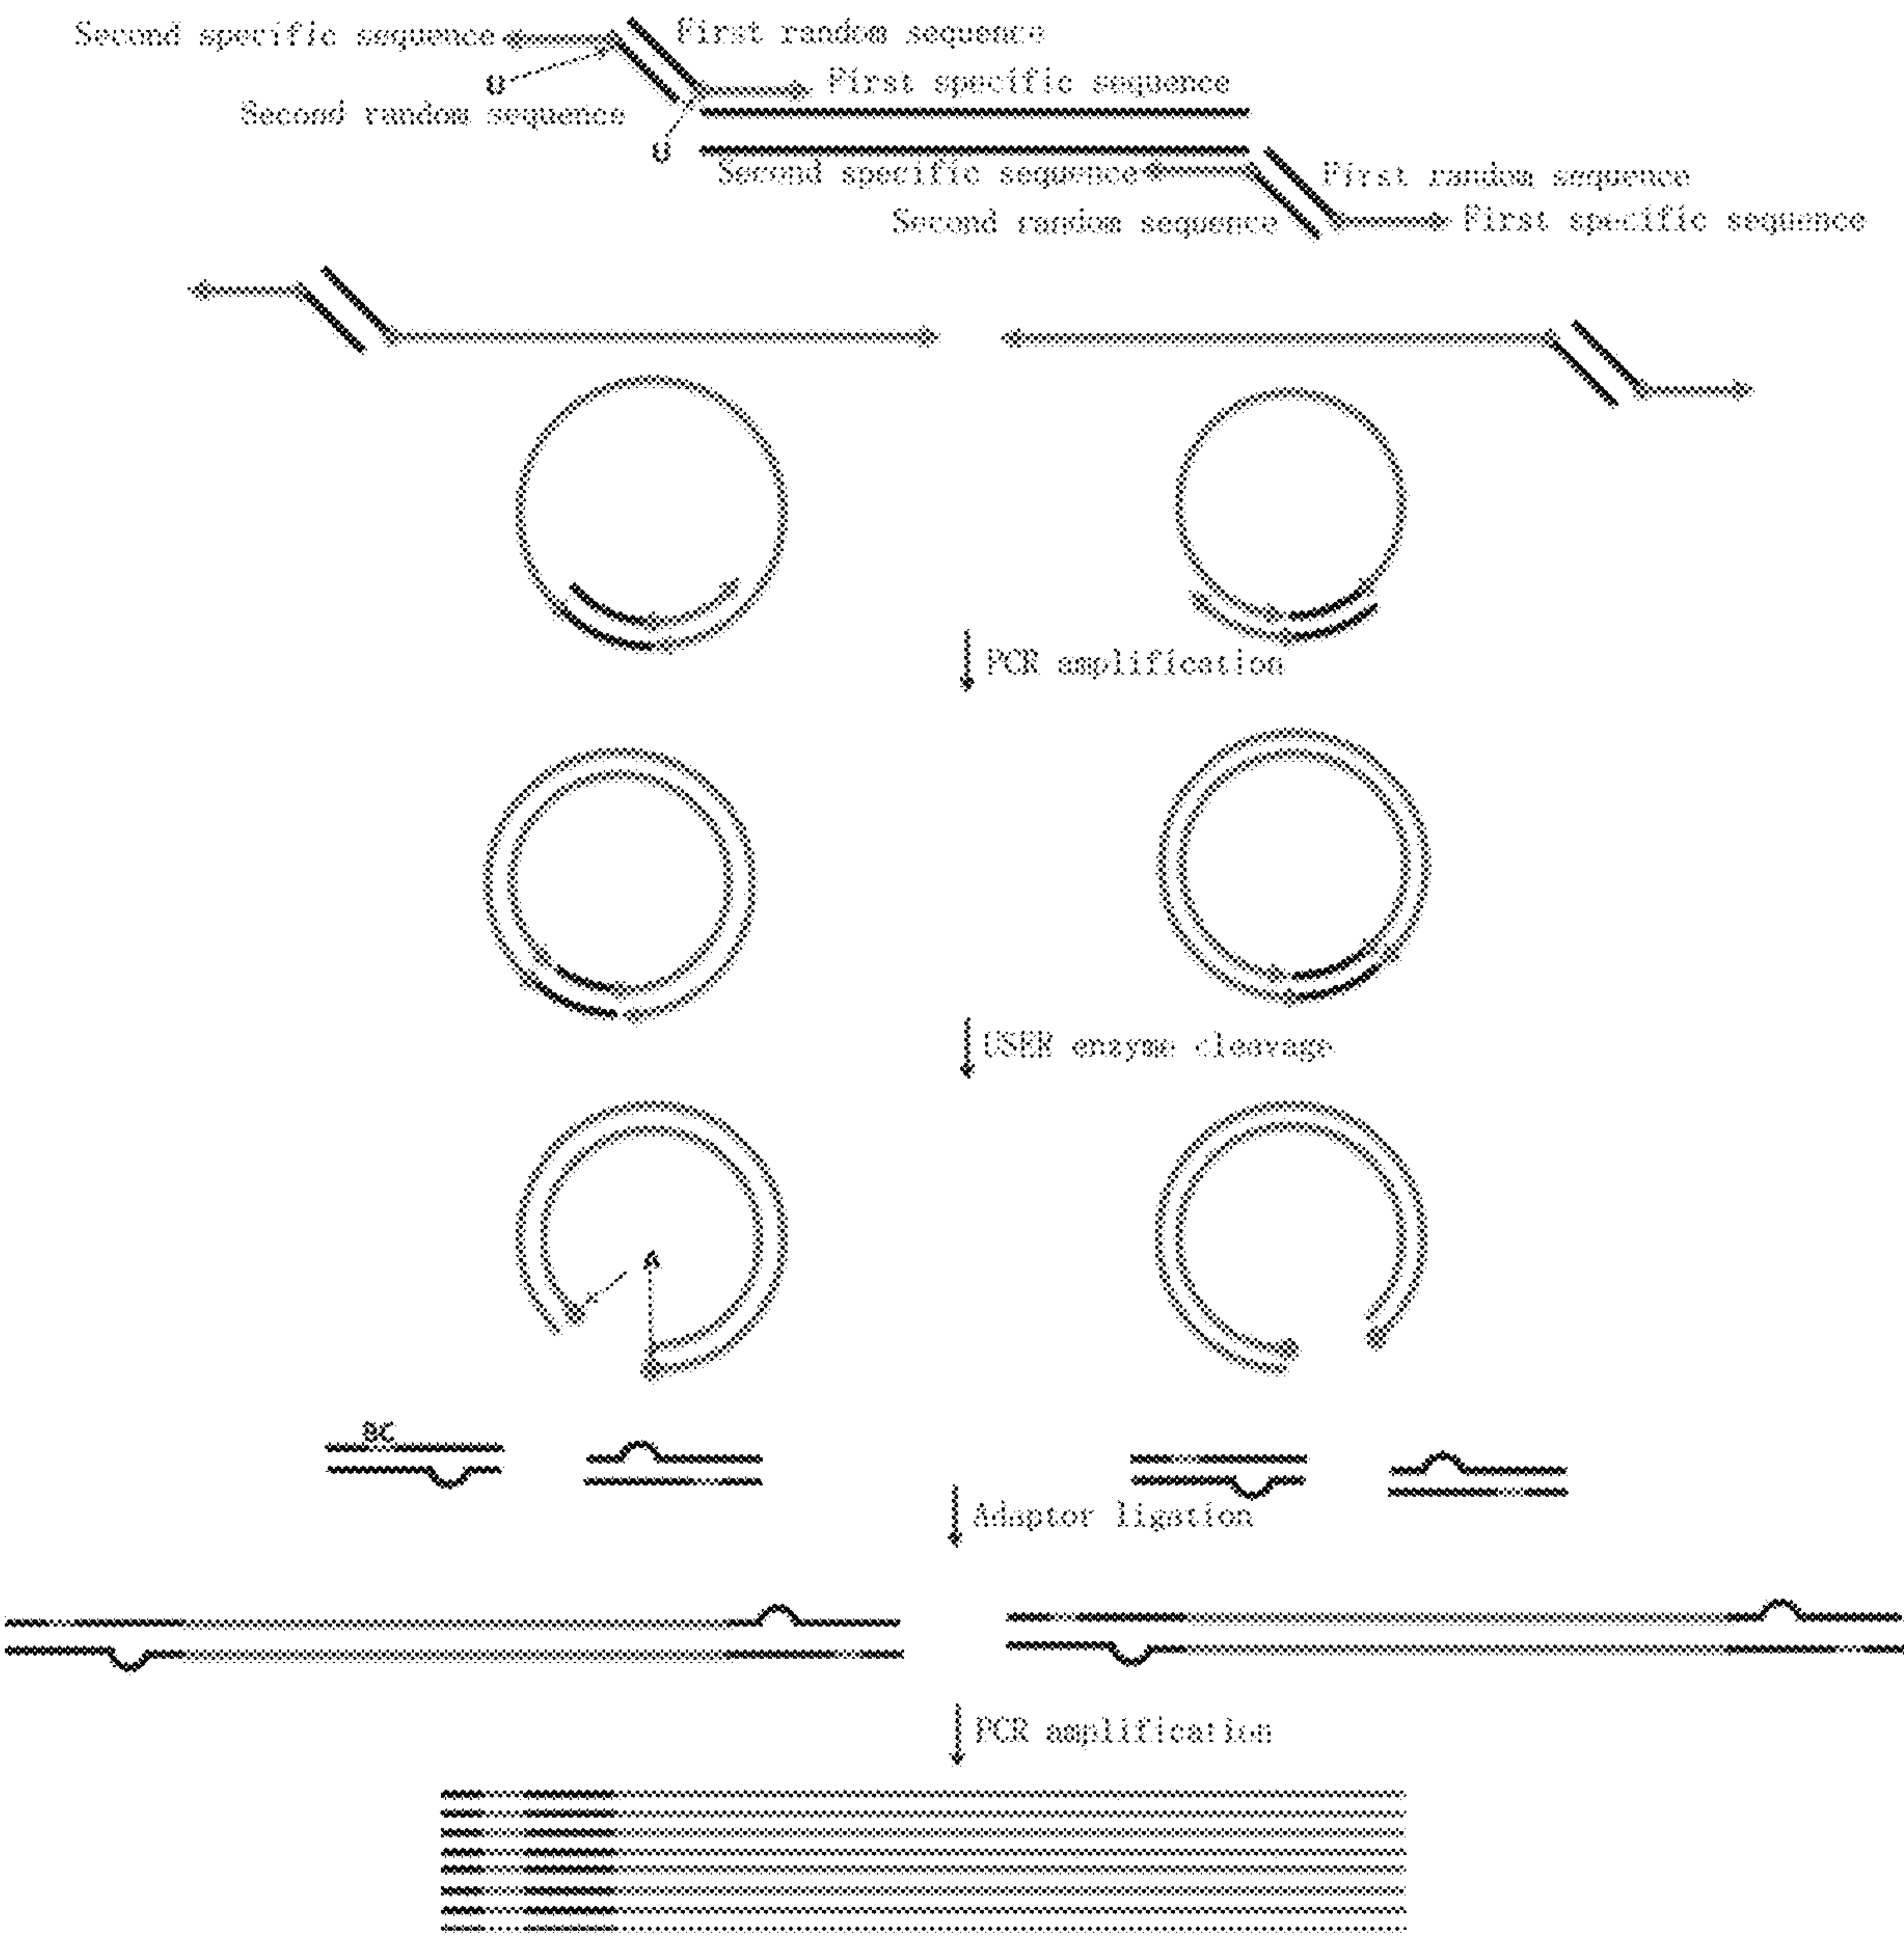 Second specific sequence
First random sequence
U
First specific sequence
Second random sequence
U
Second specific sequence
First random sequence
Second random sequence
First specific sequence
PCR amplification
USER enzyme cleavage
BC
Adaptor ligation
PCR amplification